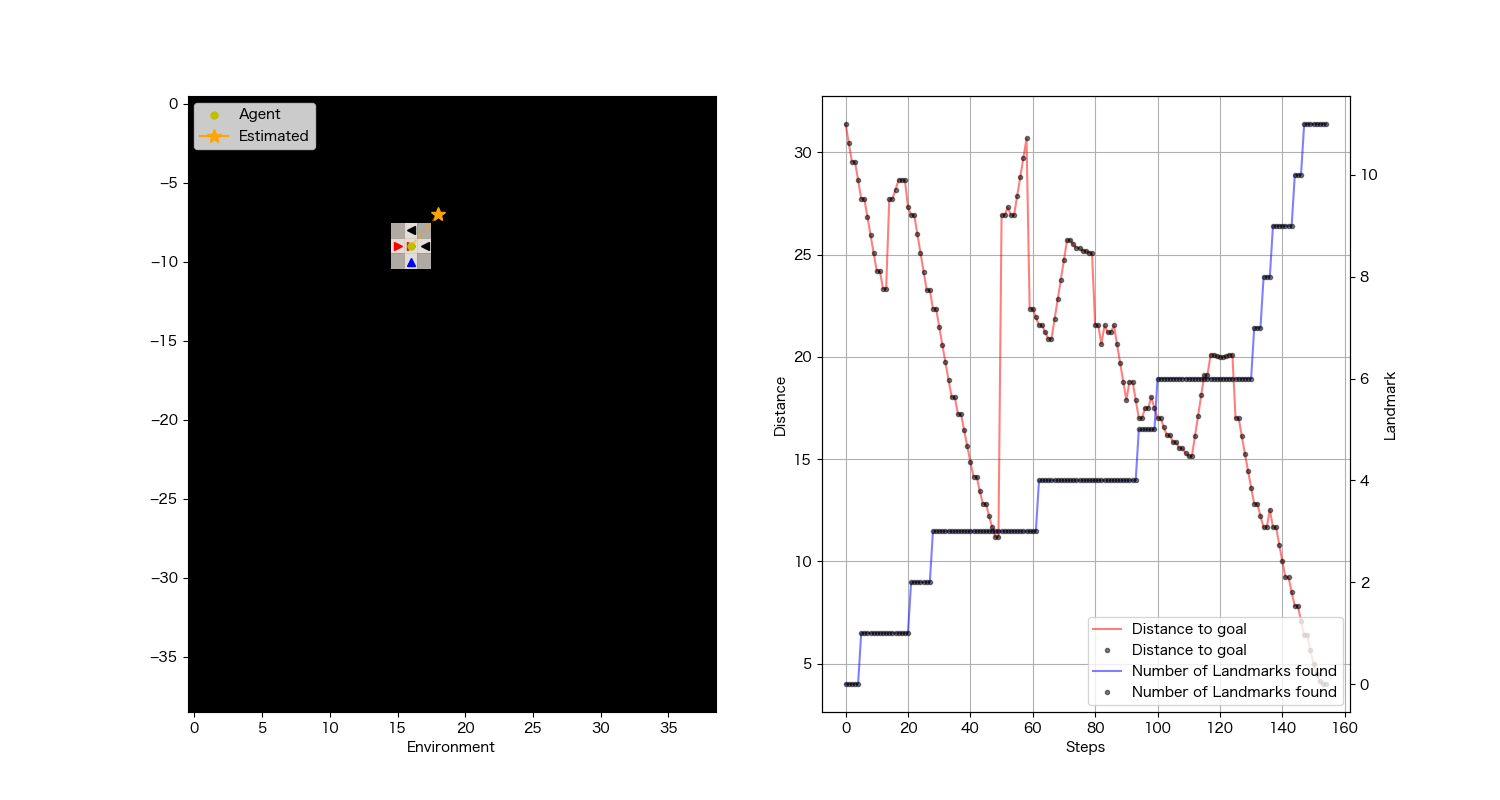 Agent
Estimated
0
−5
−10
−15
−20
−25
−30
−35
0 5 10 15 20 25 30 35
Environment
Distance
30
25
20
15
10
5
0 20 40 60 80 100 120 140 160
Steps
10
8
6
4
2
0
Landmark
Distance to goal
Distance to goal
Number of Landmarks found
Number of Landmarks found